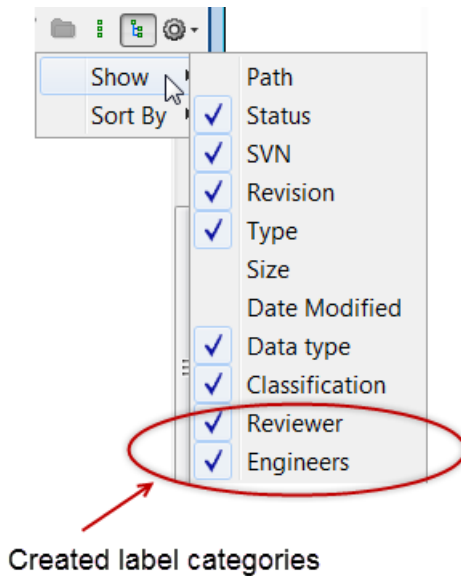 Show
Sort By
Path
Status
SVN
Revision
Type
Size
Date Modified
Data type
Classification
Reviewer
Engineers
Created label categories